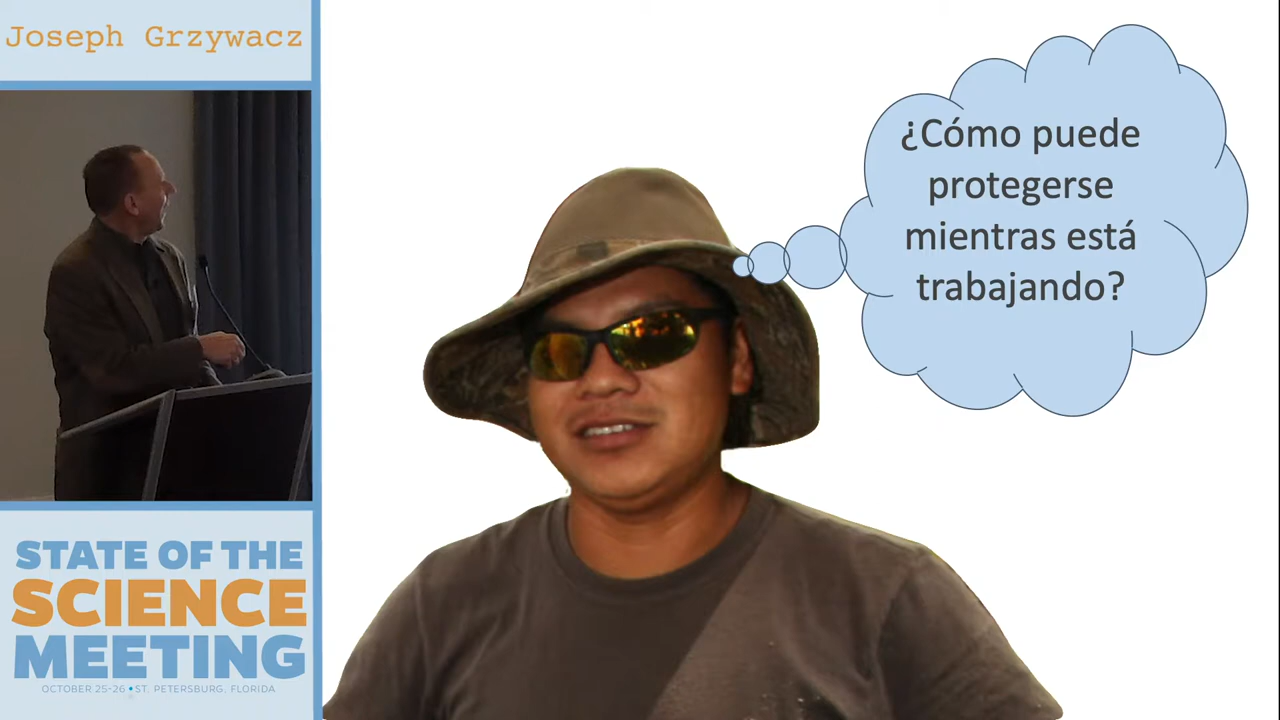 Joseph Grzywacz
¿Cómo puede
protegerse
mientras está
trabajando?
STATE OF THE
SCIENCE
MEETING
OCTOBER 25-26 • ST. PETERSBURG, FLORIDA